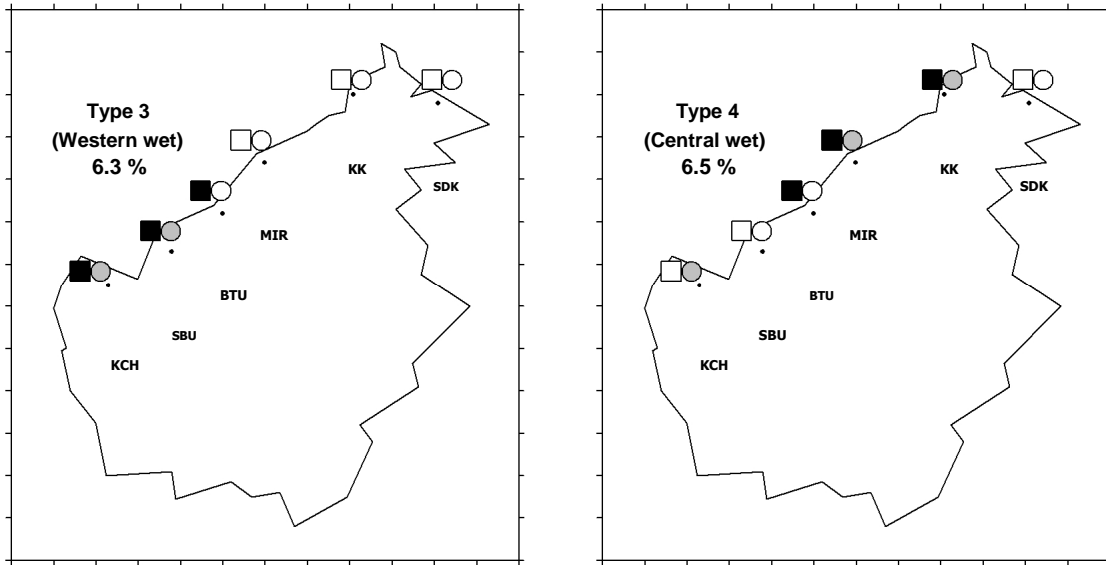 Type 3
(Western wet)
6.3 %
KK
SDK
MIR
BTU
SBU
KCH
Type 4
(Central wet)
6.5 %
KK
SDK
MIR
BTU
SBU
KCH